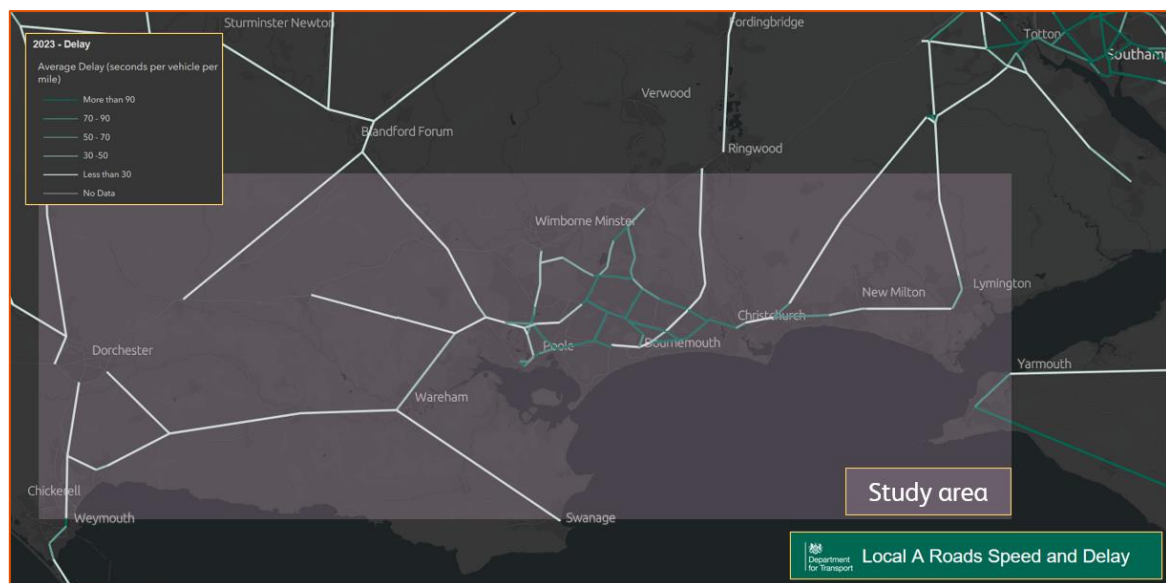 Sturminster Newton
Fordingbridge
2023 - Delay
Average Delay (seconds per vehicle per
mile)
More than 90
70 - 90
50 - 70
30 -50
Less than 30
No Data
Totton
Southamp
Verwood
Blandford Forum
Ringwood
Wimborne Minster
Lymington
New Milton
Christchurch
Dorchester
Poole
Bournemouth
Yarmouth
Wareham
Chickerell
Study area
Weymouth
Swanage
Department
for Transport
Local A Roads Speed and Delay